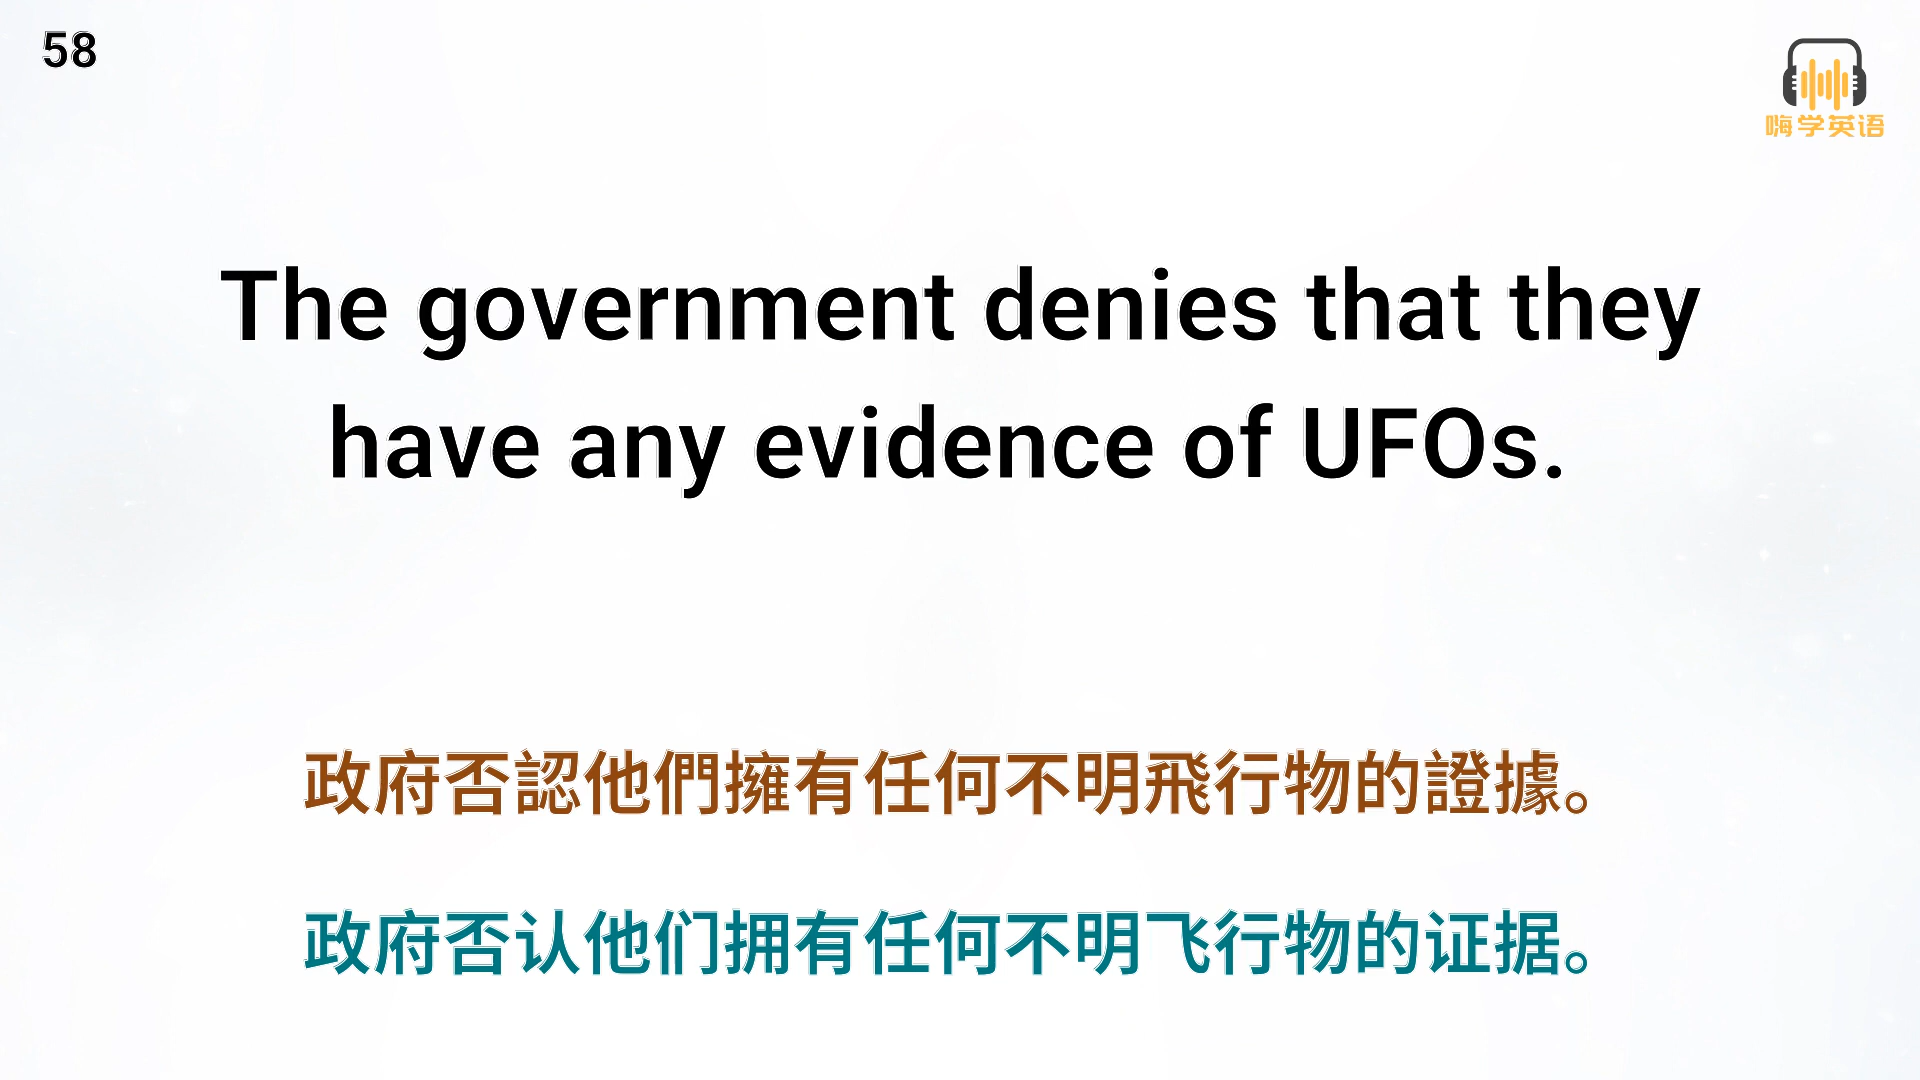 58
嗨学英语
The government denies that they
have any evidence of UFOs.
政府否認他們擁有任何不明飛行物的證據。
政府否认他们拥有任何不明飞行物的证据。